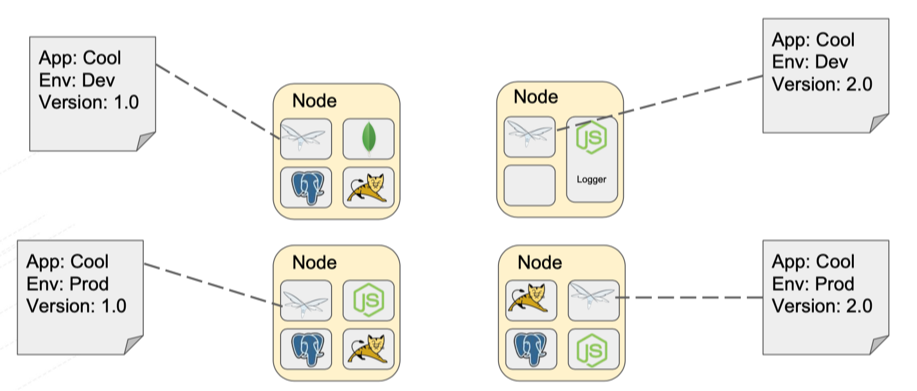 App: Cool
Env: Dev
Version: 1.0
Node
JS
Logger
Node
App: Cool
Env: Dev
Version: 2.0
App: Cool
Env: Prod
Version: 1.0
Node
JS
Node
JS
App: Cool
Env: Prod
Version: 2.0